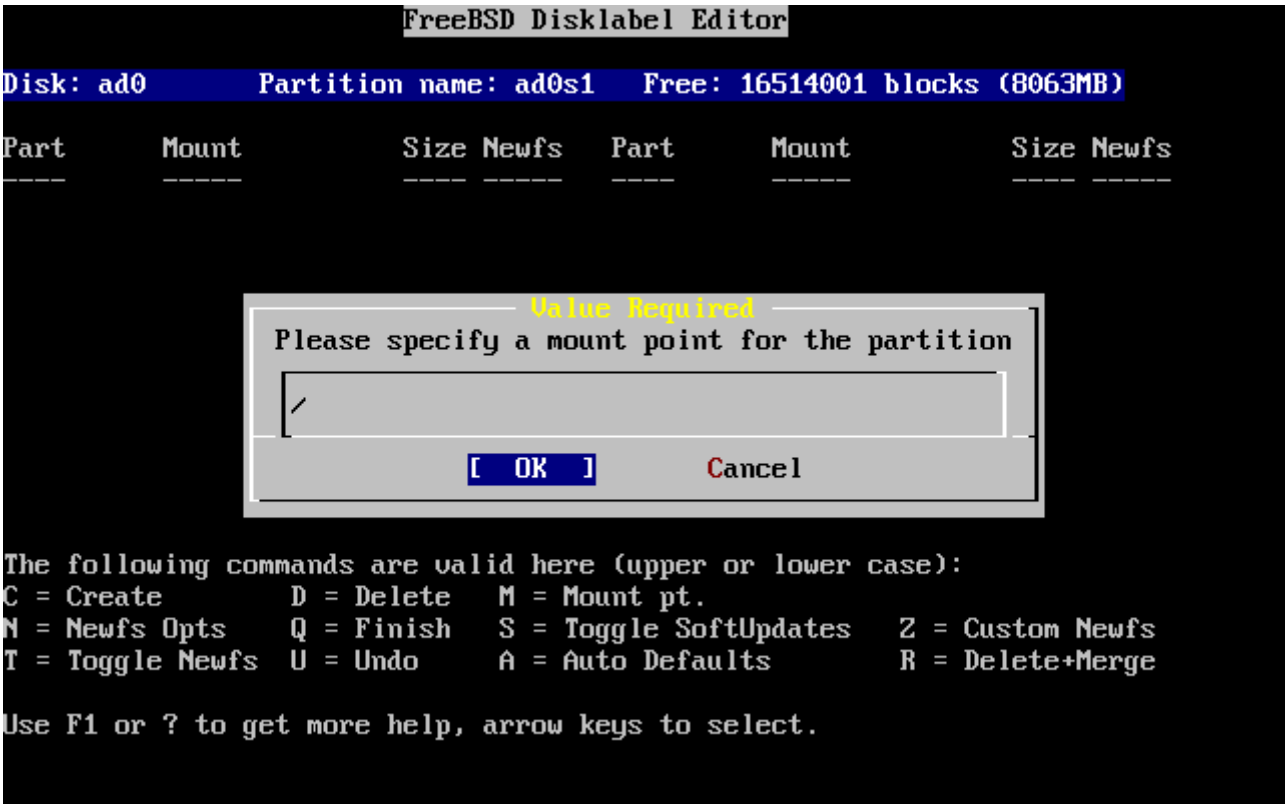 FreeBSD Disklabel Editor
Disk: ad0 Partition name: ad0s1 Free: 16514001 blocks (8063MB)
Part Mount Size Newfs Part Mount Size Newfs
---- ----- ---- ----- ---- ----- ---- -----
Value Required
Please specify a mount point for the partition
/
[ OK ] Cancel
The following commands are valid here (upper or lower case):
C = Create D = Delete M = Mount pt.
N = Newfs Opts Q = Finish S = Toggle SoftUpdates Z = Custom Newfs
T = Toggle Newfs U = Undo A = Auto Defaults R = Delete+Merge
Use F1 or ? to get more help, arrow keys to select.